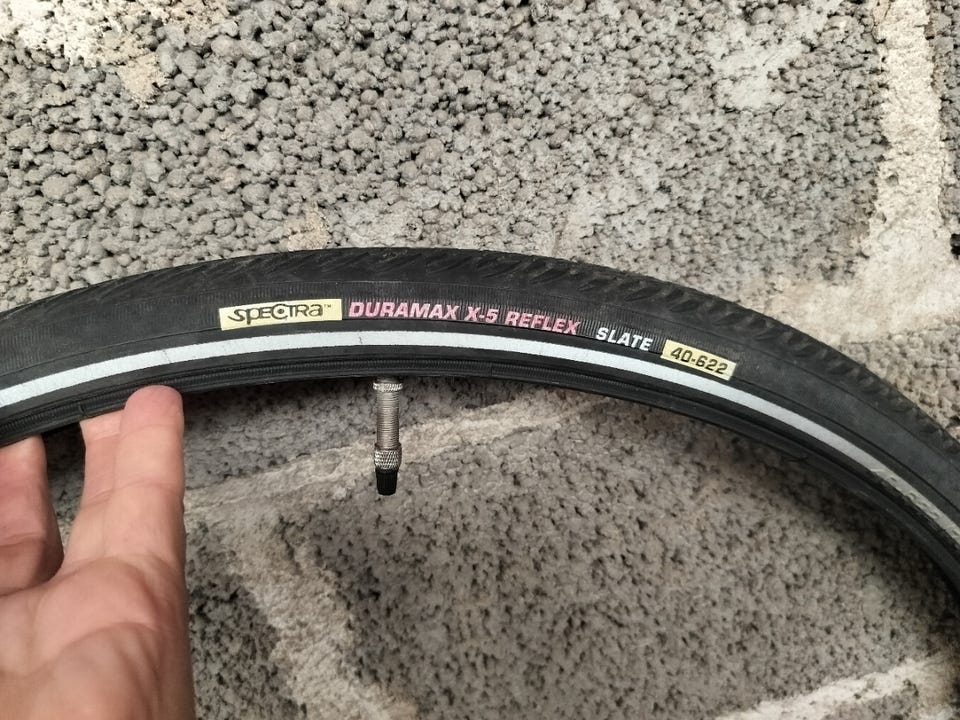 SPECTRA™ DURAMAX X-5 REFLEX SLATE 40-622